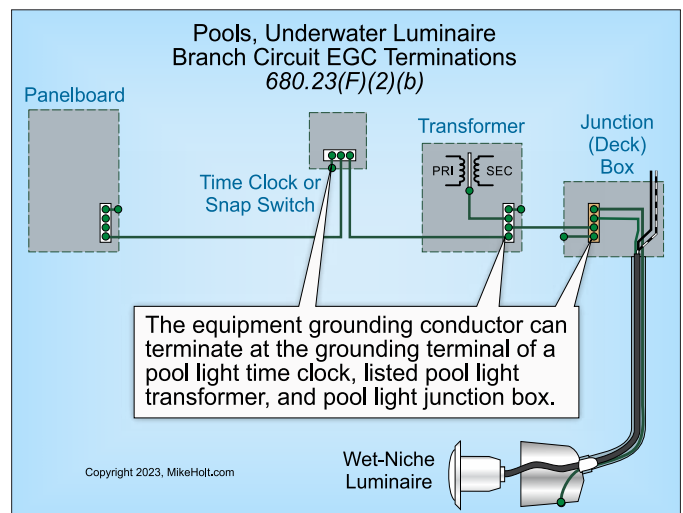 Pools, Underwater Luminaire
Branch Circuit EGC Terminations
680.23(F)(2)(b)
Panelboard
Time Clock or
Snap Switch
Transformer
PRI
SEC
Junction
(Deck)
Box
The equipment grounding conductor can
terminate at the grounding terminal of a
pool light time clock, listed pool light
transformer, and pool light junction box.
Wet-Niche
Luminaire
Copyright 2023, MikeHolt.com